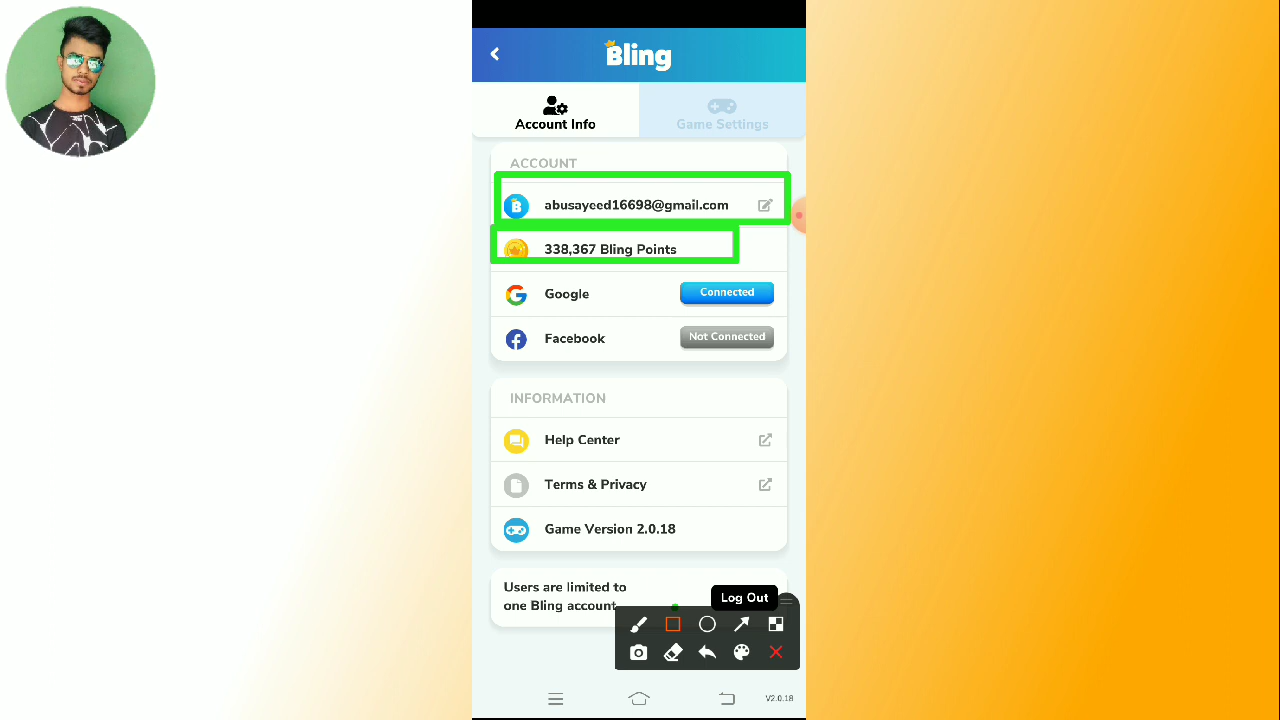 Bling
Account Info
Game Settings
ACCOUNT
abusayeed16698@gmail.com
338,367 Bling Points
Google
Connected
Facebook
Not Connected
INFORMATION
Help Center
Terms & Privacy
Game Version 2.0.18
Users are limited to
one Bling account
Log Out
V2.0.18